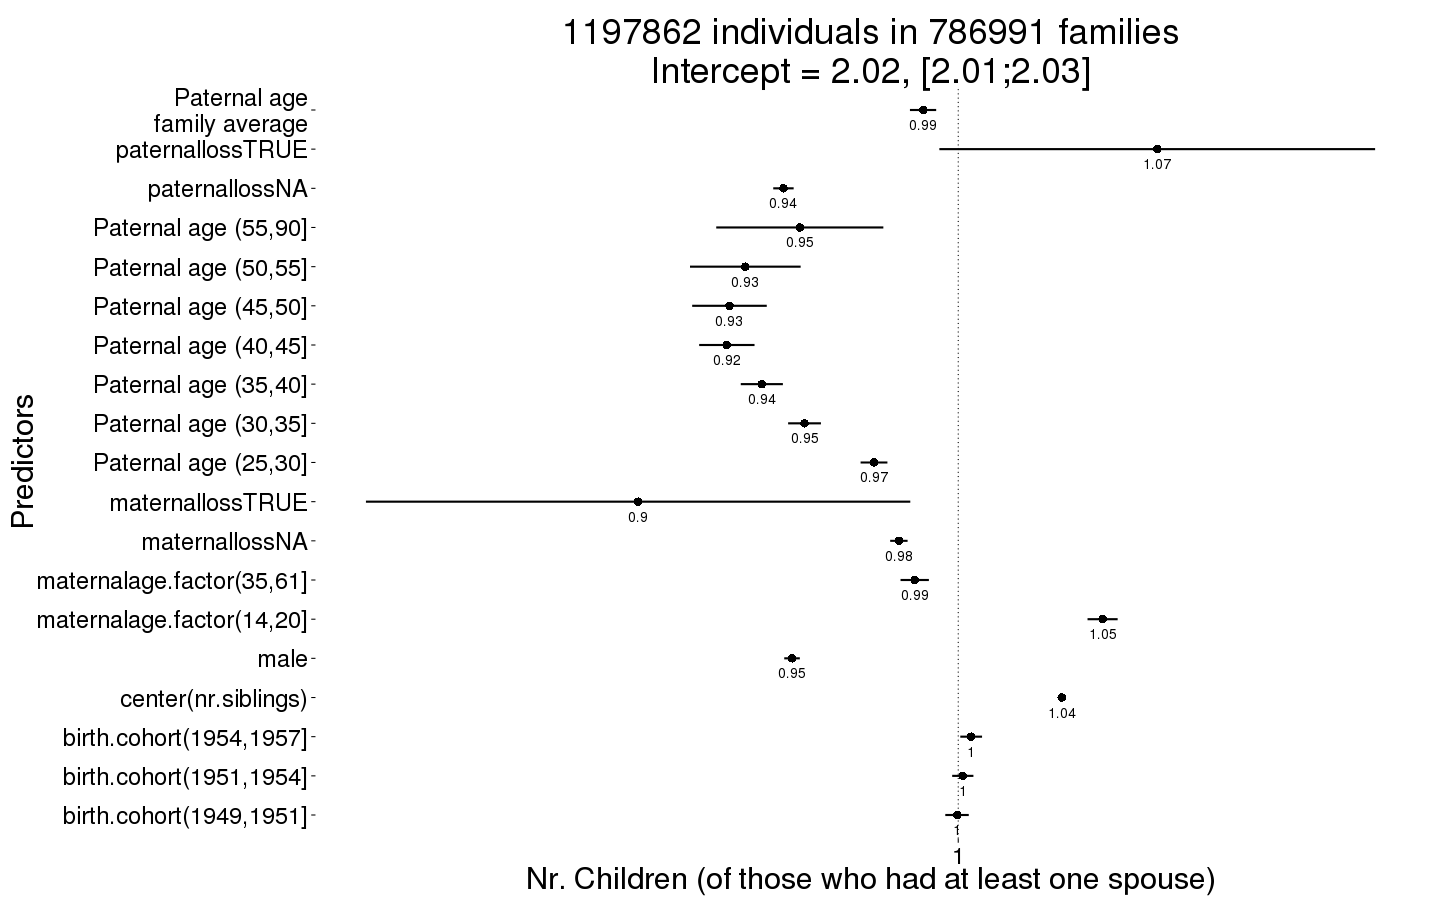 1197862 individuals in 786991 families
Intercept = 2.02, [2.01;2.03]
Paternal age
family average
0.99
paternallossTRUE
1.07
paternallossNA
0.94
Paternal age (55,90]
0.95
Paternal age (50,55]
0.93
Paternal age (45,50]
0.93
Paternal age (40,45]
0.92
Paternal age (35,40]
0.94
Paternal age (30,35]
0.95
Paternal age (25,30]
0.97
maternallossTRUE
0.9
maternallossNA
0.98
maternalage.factor(35,61]
0.99
maternalage.factor(14,20]
1.05
male
0.95
center(nr.siblings)
1.04
birth.cohort(1954,1957]
1
birth.cohort(1951,1954]
1
birth.cohort(1949,1951]
1
Predictors
1
Nr. Children (of those who had at least one spouse)